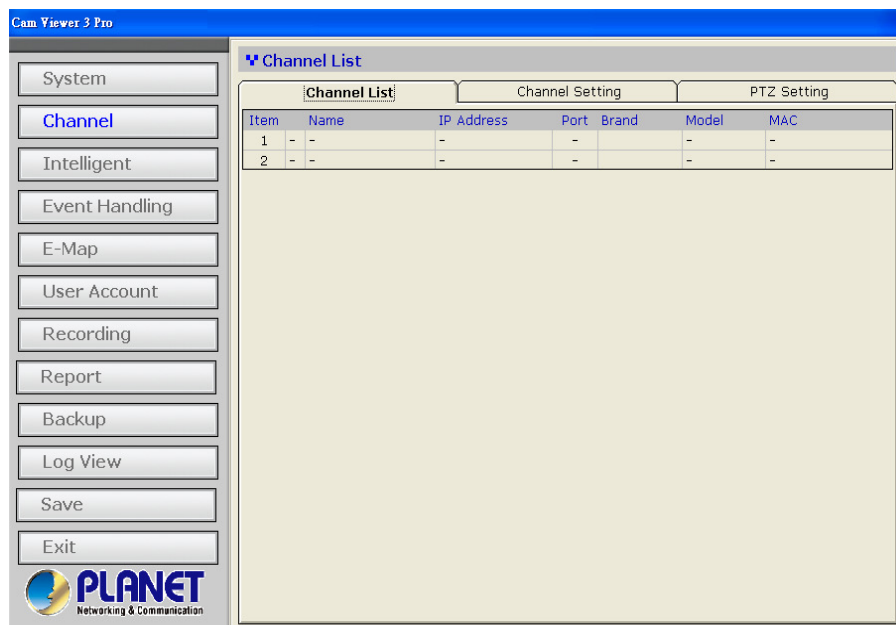 Cam Viewer 3 Pro
System
Channel
Intelligent
Event Handling
E-Map
User Account
Recording
Report
Backup
Log View
Save
Exit
PLANET
Networking & Communication
Channel List
Channel List Channel Setting PTZ Setting
Item Name IP Address Port Brand Model MAC
1 - - - - - -
2 - - - - - -